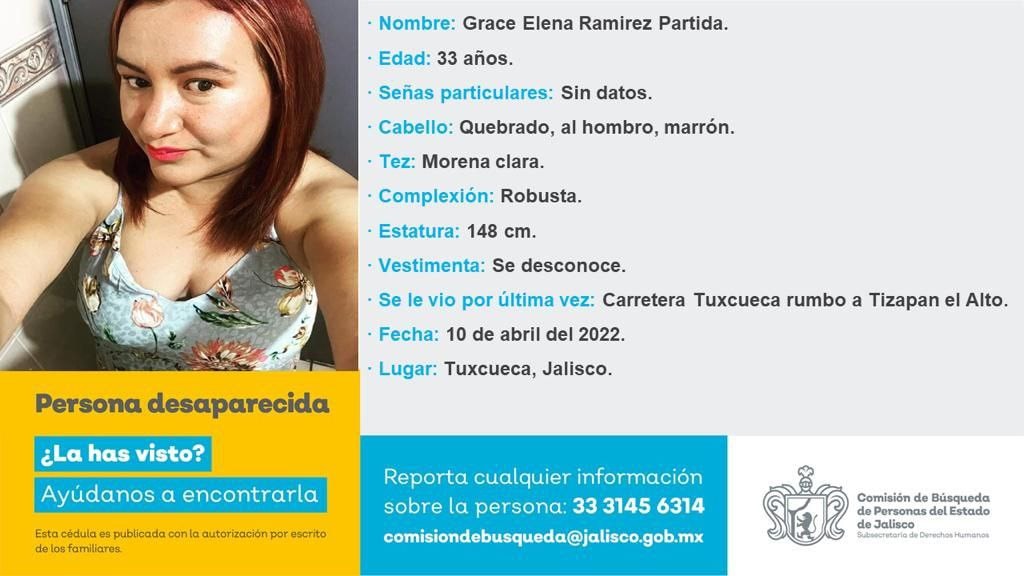 · Nombre: Grace Elena Ramirez Partida.
· Edad: 33 años.
· Señas particulares: Sin datos.
· Cabello: Quebrado, al hombro, marrón.
· Tez: Morena clara.
· Complexión: Robusta.
· Estatura: 148 cm.
· Vestimenta: Se desconoce.
· Se le vio por última vez: Carretera Tuxcueca rumbo a Tizapan el Alto.
· Fecha: 10 de abril del 2022.
· Lugar: Tuxcueca, Jalisco.
Persona desaparecida
¿La has visto?
Ayúdanos a encontrarla
Esta cédula es publicada con la autorización por escrito
de los familiares.
Reporta cualquier información
sobre la persona: 33 3145 6314
comisiondebusqueda@jalisco.gob.mx
Comisión de Búsqueda
de Personas del Estado
de Jalisco
Subsecretaría de Derechos Humanos